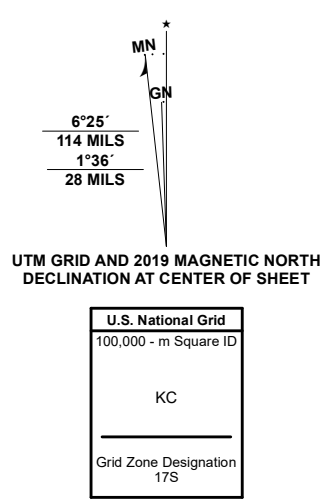 ★
MN
GN
6°25´
114 MILS
1°36´
28 MILS
UTM GRID AND 2019 MAGNETIC NORTH
DECLINATION AT CENTER OF SHEET
U.S. National Grid
100,000 - m Square ID
KC
Grid Zone Designation
17S